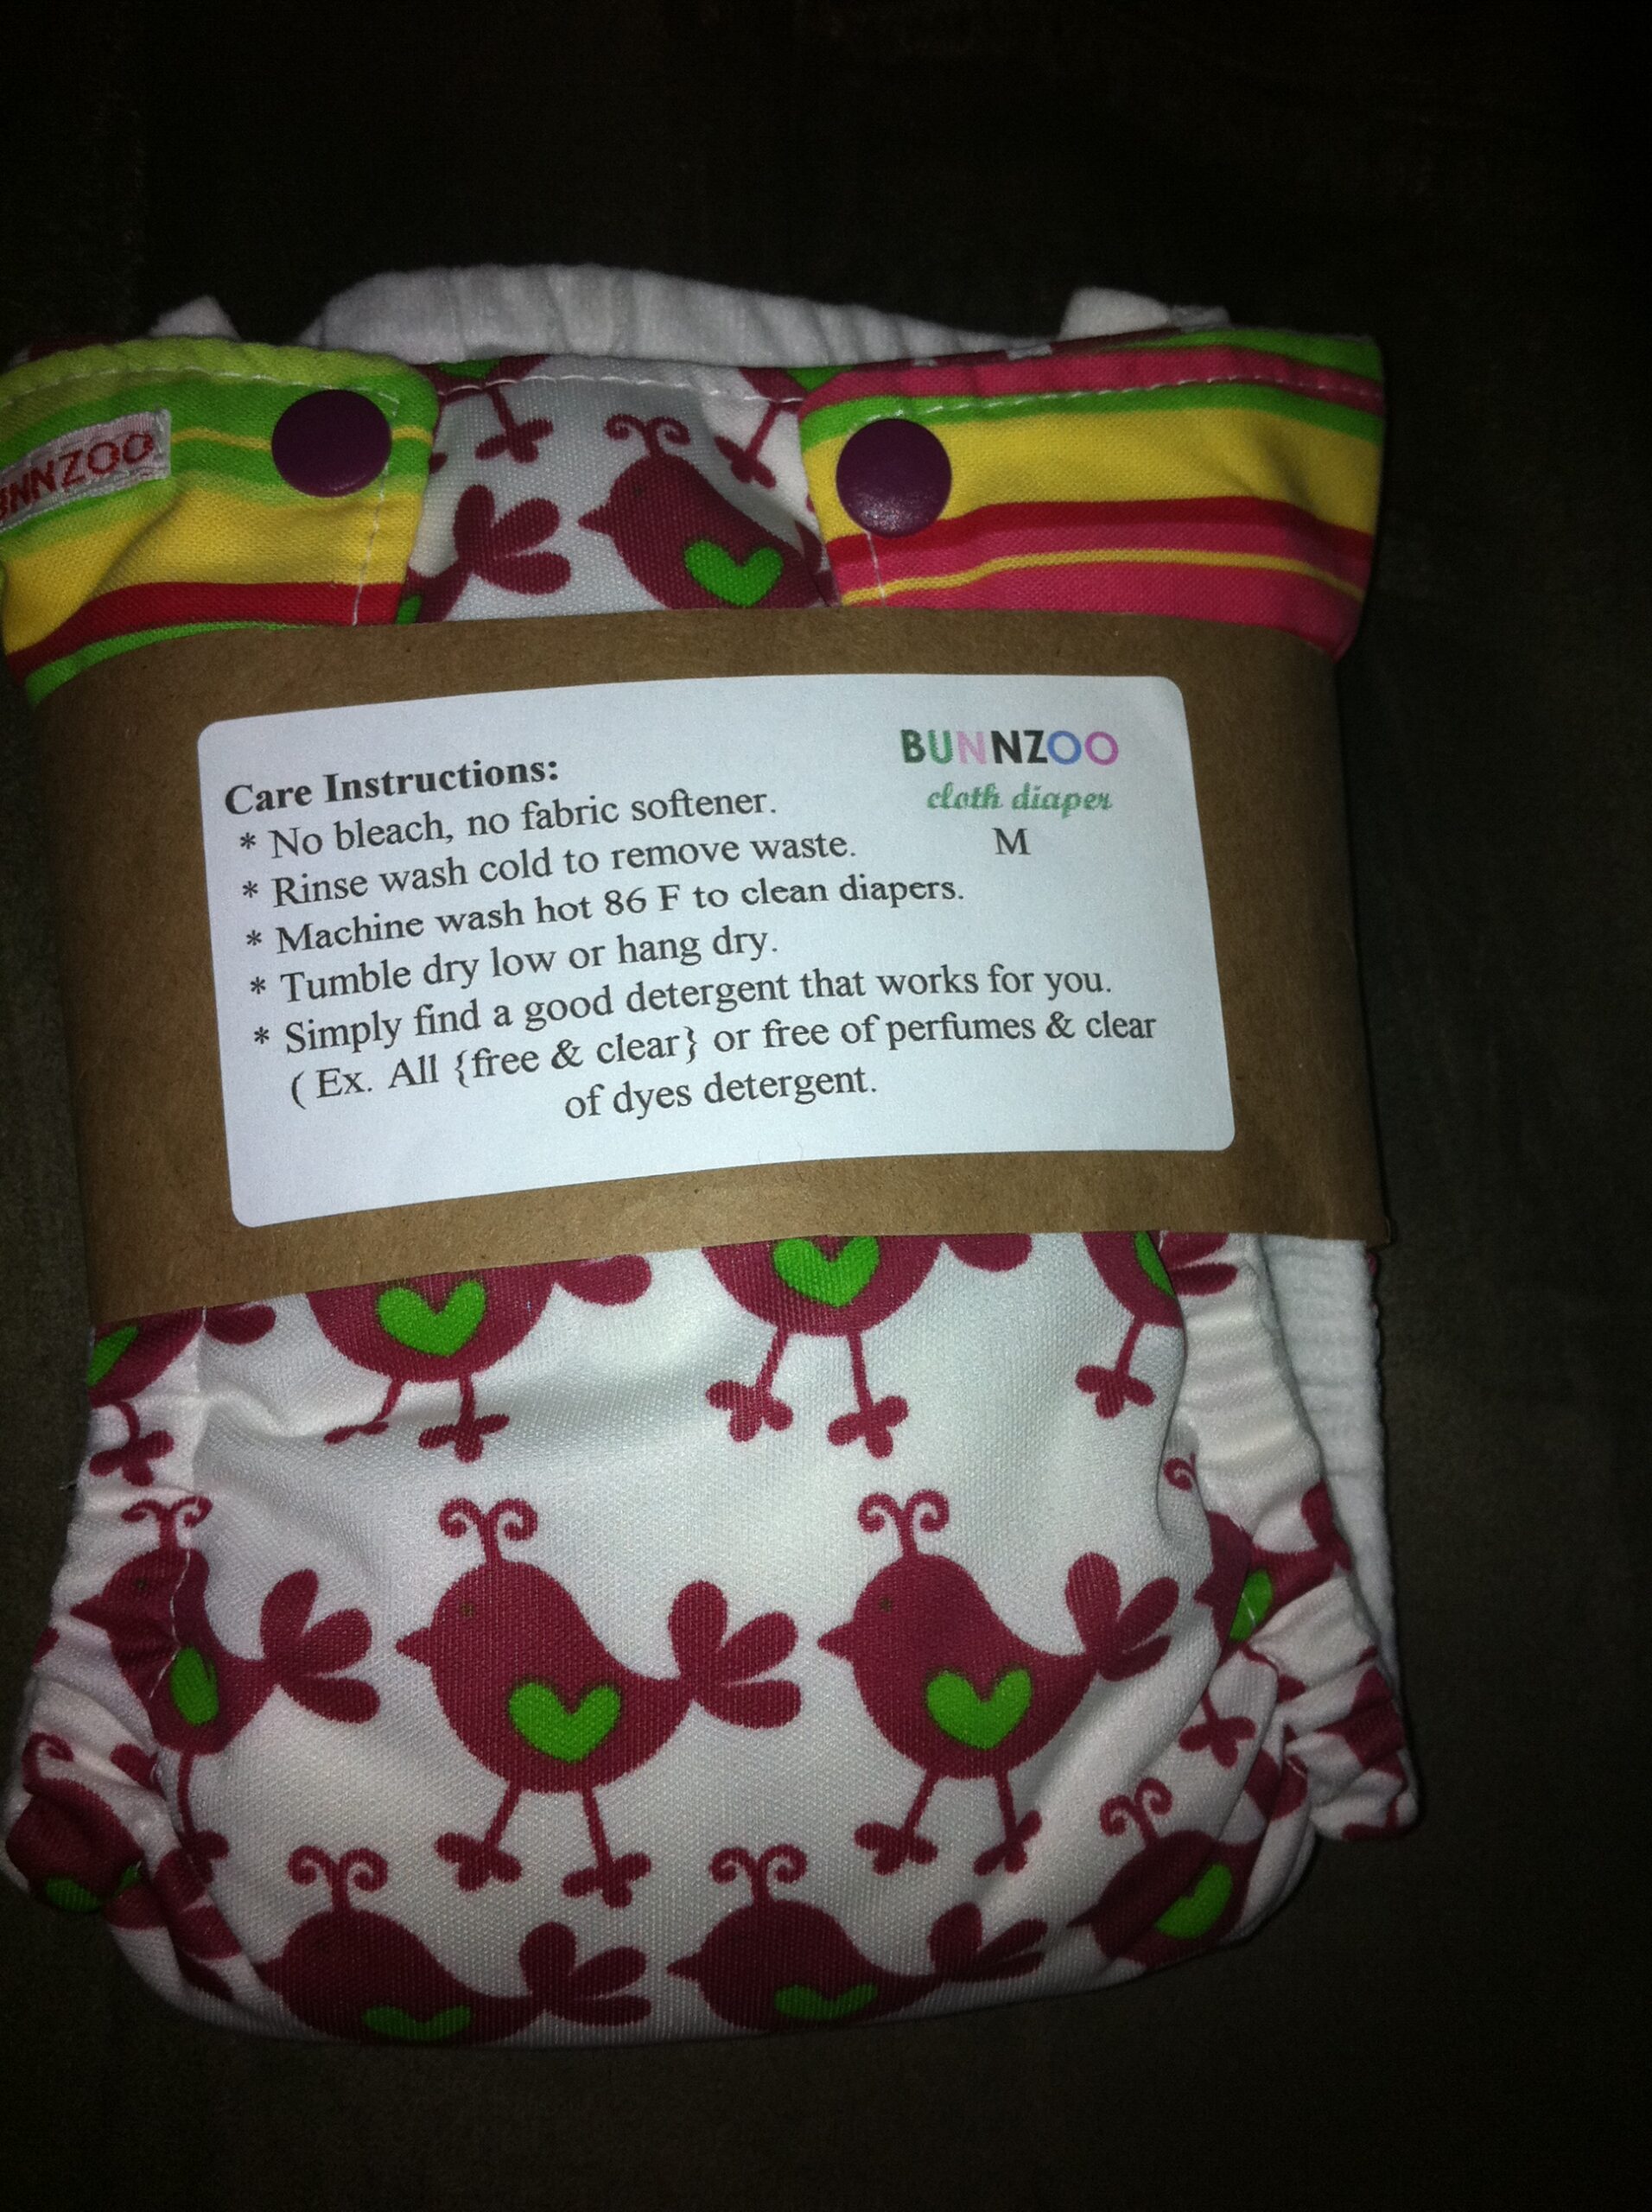 NNZOO
Care Instructions:
* No bleach, no fabric softener.
* Rinse wash cold to remove waste.
* Machine wash hot 86 F to clean diapers.
* Tumble dry low or hang dry.
* Simply find a good detergent that works for you.
( Ex. All {free & clear} or free of perfumes & clear
of dyes detergent.
BUNNZOO
cloth diaper
M